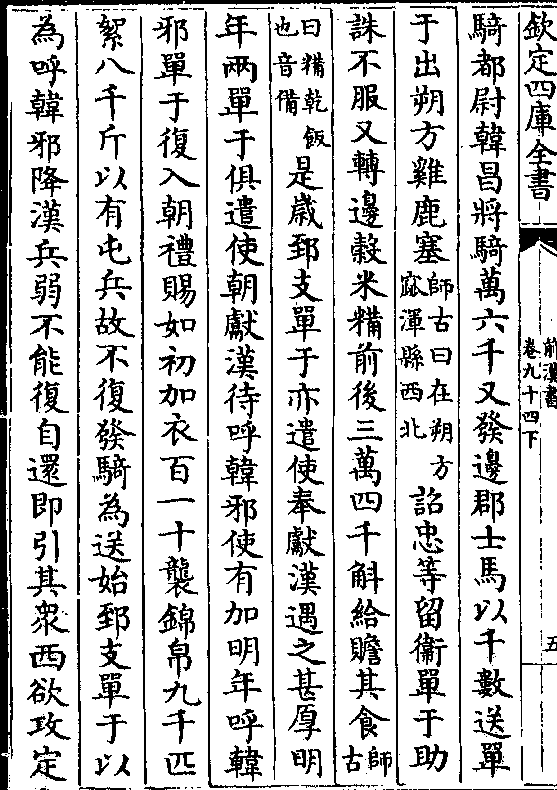 欽定四庫全書
前漢書
卷九十四下
五
騎都尉韓昌將騎萬六千又發邊郡士馬以千數送單
于出朔方雞鹿塞師古曰在朔方窳渾縣西北詔忠等留衞單于助
誅不服又轉邊穀米糒前後三萬四千斛給贍其食師古
曰糒乾飯也音備是歲郅支單于亦遣使奉獻漢遇之甚厚明
年兩單于俱遣使朝獻漢待呼韓邪使有加明年呼韓
邪單于復入朝禮賜如初加衣百一十襲錦帛九千匹
絮八千斤以有屯兵故不復發騎為送始郅支單于以
為呼韓邪降漢兵弱不能復自還即引其衆西欲攻定